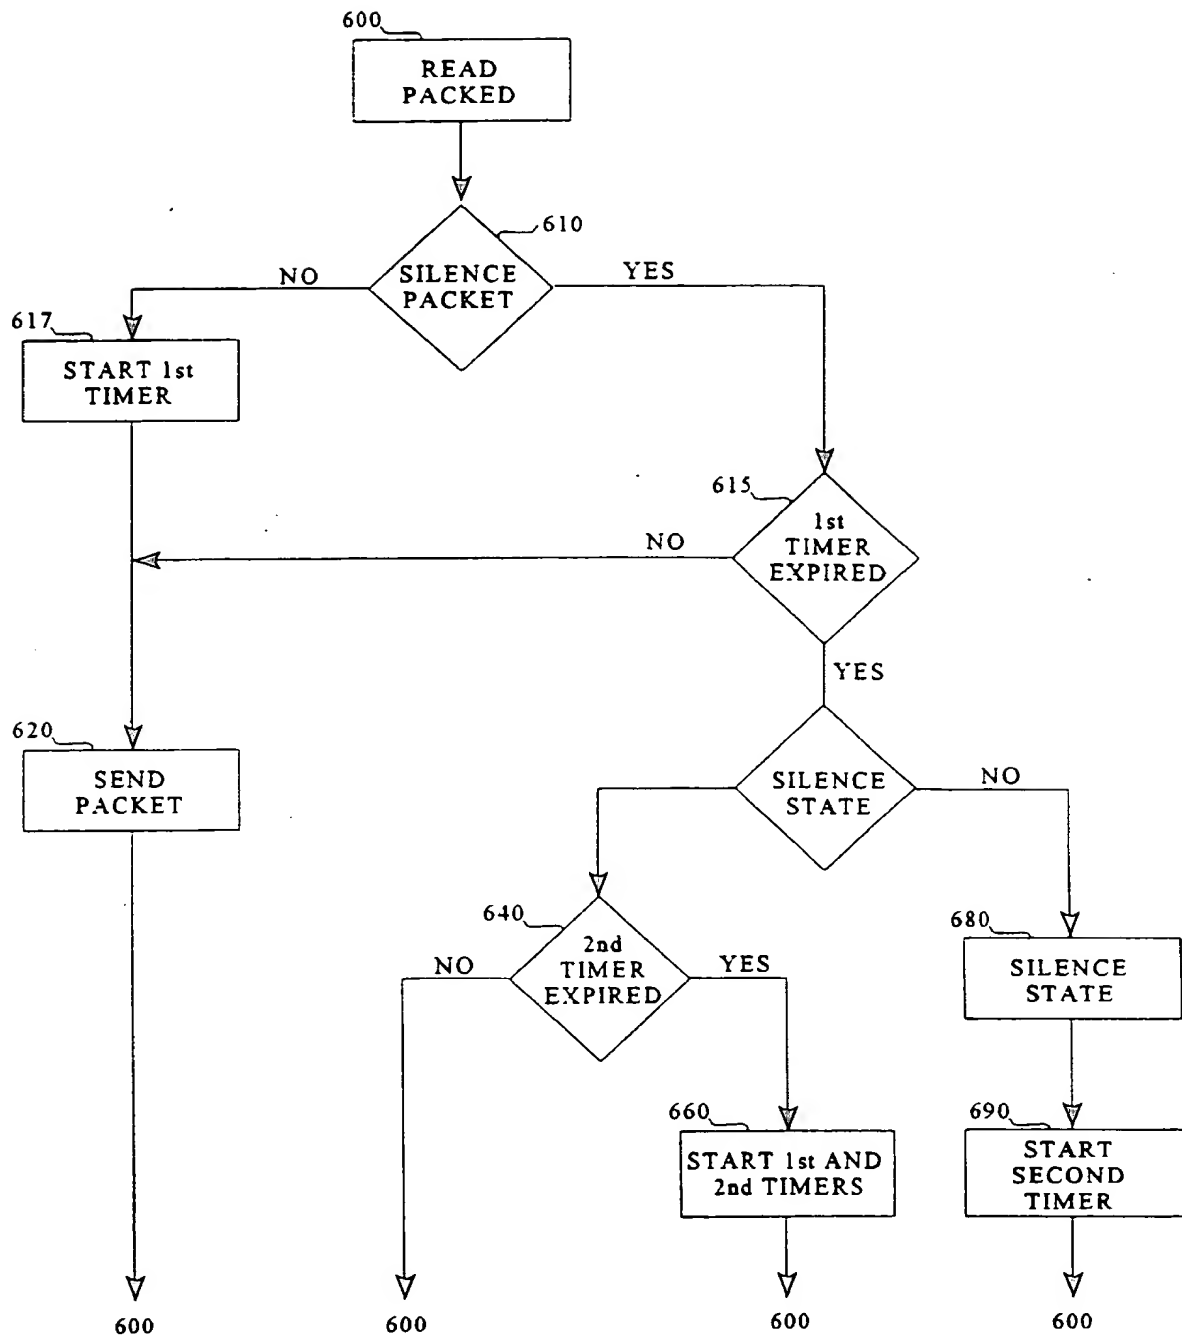 600
READ
PACKED
610
SILENCE
PACKET
NO
YES
617
START 1st
TIMER
615
1st
TIMER
EXPIRED
NO
YES
620
SEND
PACKET
SILENCE
STATE
NO
640
2nd
TIMER
EXPIRED
NO
YES
680
SILENCE
STATE
660
START 1st AND
2nd TIMERS
690
START
SECOND
TIMER
600
600
600
600